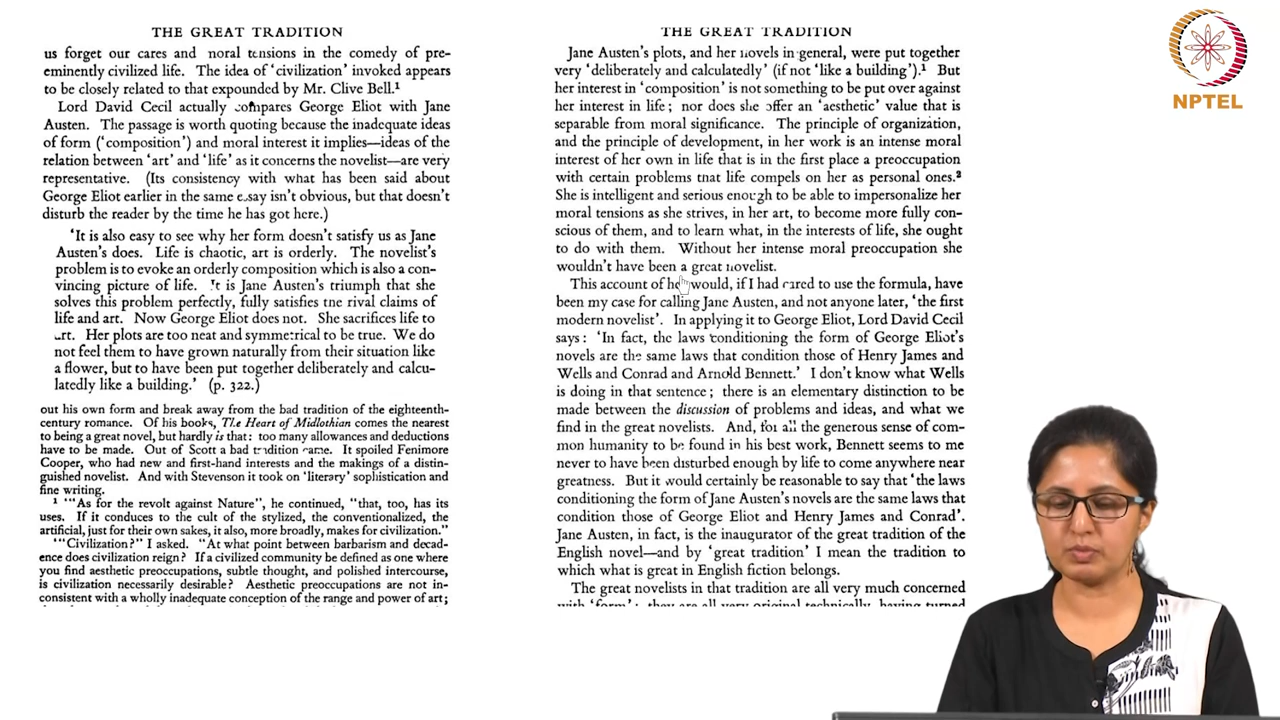 THE GREAT TRADITION
us forget our cares and moral tensions in the comedy of pre-
eminently civilized life. The idea of 'civilization' invoked appears
to be closely related to that expounded by Mr. Clive Bell.¹
Lord David Cecil actually compares George Eliot with Jane
Austen. The passage is worth quoting because the inadequate ideas
of form ('composition') and moral interest it implies—ideas of the
relation between 'art' and 'life' as it concerns the novelist—are very
representative. (Its consistency with what has been said about
George Eliot earlier in the same essay isn't obvious, but that doesn't
disturb the reader by the time he has got here.)
'It is also easy to see why her form doesn't satisfy us as Jane
Austen's does. Life is chaotic, art is orderly. The novelist's
problem is to evoke an orderly composition which is also a con-
vincing picture of life. It is Jane Austen's triumph that she
solves this problem perfectly, fully satisfies the rival claims of
life and art. Now George Eliot does not. She sacrifices life to
art. Her plots are too neat and symmetrical to be true. We do
not feel them to have grown naturally from their situation like
a flower, but to have been put together deliberately and calcu-
latedly like a building.' (p. 322.)
out his own form and break away from the bad tradition of the eighteenth-
century romance. Of his books, The Heart of Midlothian comes the nearest
to being a great novel, but hardly is that: too many allowances and deductions
have to be made. Out of Scott a bad tradition came. It spoiled Fenimore
Cooper, who had new and first-hand interests and the makings of a distin-
guished novelist. And with Stevenson it took on 'literary' sophistication and
fine writing.
¹ '"As for the revolt against Nature", he continued, "that, too, has its
uses. If it conduces to the cult of the stylized, the conventionalized, the
artificial, just for their own sakes, it also, more broadly, makes for civilization."
'"Civilization?" I asked. "At what point between barbarism and decad-
ence does civilization reign? If a civilized community be defined as one where
you find aesthetic preoccupations, subtle thought, and polished intercourse,
is civilization necessarily desirable? Aesthetic preoccupations are not in-
consistent with a wholly inadequate conception of the range and power of art;
THE GREAT TRADITION
Jane Austen's plots, and her novels in general, were put together
very 'deliberately and calculatedly' (if not 'like a building').¹ But
her interest in 'composition' is not something to be put over against
her interest in life; nor does she offer an 'aesthetic' value that is
separable from moral significance. The principle of organization,
and the principle of development, in her work is an intense moral
interest of her own in life that is in the first place a preoccupation
with certain problems that life compels on her as personal ones.²
She is intelligent and serious enough to be able to impersonalize her
moral tensions as she strives, in her art, to become more fully con-
scious of them, and to learn what, in the interests of life, she ought
to do with them. Without her intense moral preoccupation she
wouldn't have been a great novelist.
This account of would, if I had cared to use the formula, have
been my case for calling Jane Austen, and not anyone later, 'the first
modern novelist'. In applying it to George Eliot, Lord David Cecil
says: 'In fact, the laws conditioning the form of George Eliot's
novels are the same laws that condition those of Henry James and
Wells and Conrad and Arnold Bennett.' I don't know what Wells
is doing in that sentence; there is an elementary distinction to be
made between the discussion of problems and ideas, and what we
find in the great novelists. And, for all the generous sense of com-
mon humanity to be found in his best work, Bennett seems to me
never to have been disturbed enough by life to come anywhere near
greatness. But it would certainly be reasonable to say that 'the laws
conditioning the form of Jane Austen's novels are the same laws that
condition those of George Eliot and Henry James and Conrad'.
Jane Austen, in fact, is the inaugurator of the great tradition of the
English novel—and by 'great tradition' I mean the tradition to
which what is great in English fiction belongs.
The great novelists in that tradition are all very much concerned
with 'form'; they are all very original technically, having turned
NPTEL